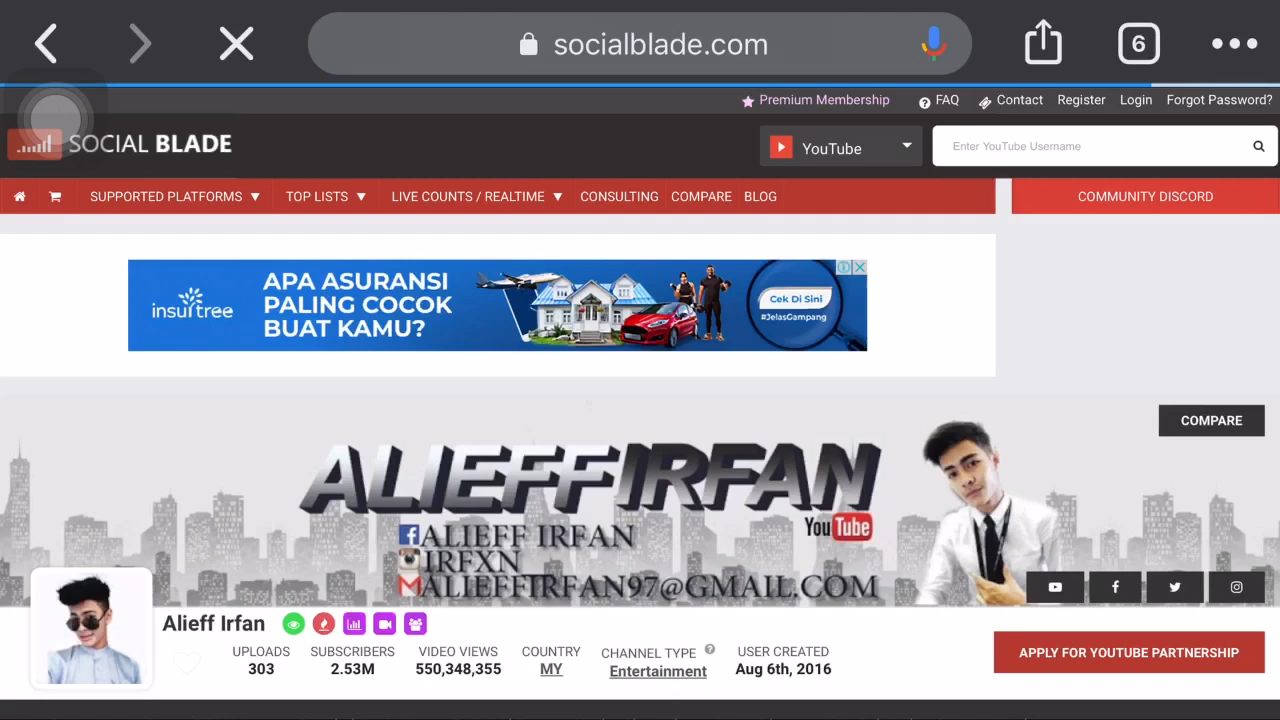 socialblade.com
6
Premium Membership FAQ Contact Register Login Forgot Password?
SOCIAL BLADE
YouTube
Enter YouTube Username
SUPPORTED PLATFORMS TOP LISTS LIVE COUNTS / REALTIME CONSULTING COMPARE BLOG
COMMUNITY DISCORD
insurtree
APA ASURANSI
PALING COCOK
BUAT KAMU?
Cek Di Sini
#JelasGampang
COMPARE
ALIEFFIRFAN
YouTube
ALIEFF IRFAN
IRFXN
ALIEFFIRFAN97@GMAIL.COM
Alieff Irfan
UPLOADS SUBSCRIBERS VIDEO VIEWS COUNTRY CHANNEL TYPE USER CREATED
303 2.53M 550,348,355 MY Entertainment Aug 6th, 2016
APPLY FOR YOUTUBE PARTNERSHIP